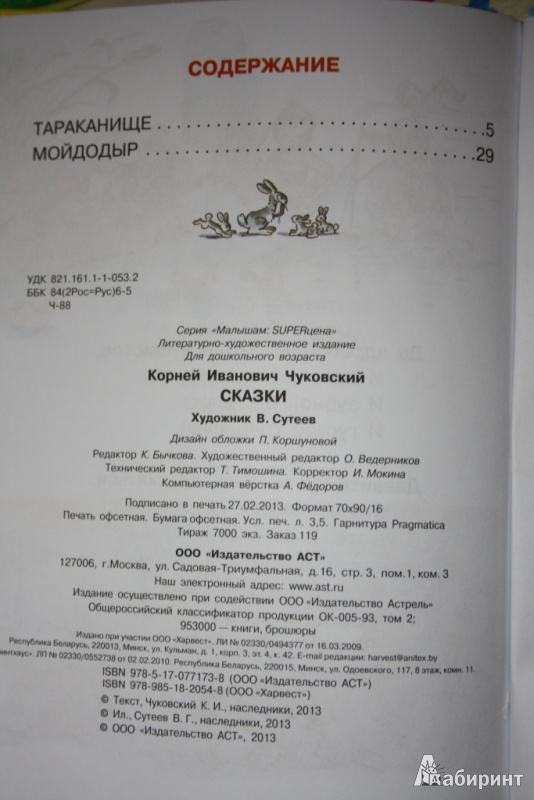 СОДЕРЖАНИЕ
ТАРАКАНИЩЕ . . . . . . . . . . . . . . . . . . . . . . . . . . . . . . . 5
МОЙДОДЫР . . . . . . . . . . . . . . . . . . . . . . . . . . . . . . . 29
УДК 821.161.1-1-053.2
ББК 84(2Рос=Рус)6-5
Ч-88
Серия «Малышам: SUPERцена»
Литературно-художественное издание
Для дошкольного возраста
Корней Иванович Чуковский
СКАЗКИ
Художник В. Сутеев
Дизайн обложки П. Коршуновой
Редактор К. Бычкова. Художественный редактор О. Ведерников
Технический редактор Т. Тимошина. Корректор И. Мокина
Компьютерная вёрстка А. Фёдоров
Подписано в печать 27.02.2013. Формат 70х90/16
Печать офсетная. Бумага офсетная. Усл. печ. л. 3,5. Гарнитура Pragmatica
Тираж 7000 экз. Заказ 119
ООО «Издательство АСТ»
127006, г.Москва, ул. Садовая-Триумфальная, д.16, стр. 3, пом.1, ком. 3
Наш электронный адрес: www.ast.ru
Издание осуществлено при содействии ООО «Издательство Астрель»
Общероссийский классификатор продукции ОК-005-93, том 2;
953000 — книги, брошюры
Издано при участии ООО «Харвест». ЛИ № 02330/0494377 от 16.03.2009.
Республика Беларусь, 220013, Минск, ул. Кульман, д. 1, корп. 3, эт. 4, к. 42. E-mail редакции: harvest@anitex.by
ЛП № 02330/0552738 от 02.02.2010. Республика Беларусь, 220015, Минск, ул. Одоевского, 117, 8 этаж, комн. 11.
ISBN 978-5-17-077173-8 (ООО «Издательство АСТ»)
ISBN 978-985-18-2054-8 (ООО «Харвест»)
© Текст, Чуковский К. И., наследники, 2013
© Ил., Сутеев В. Г., наследники, 2013
© ООО «Издательство АСТ», 2013
Лабиринт